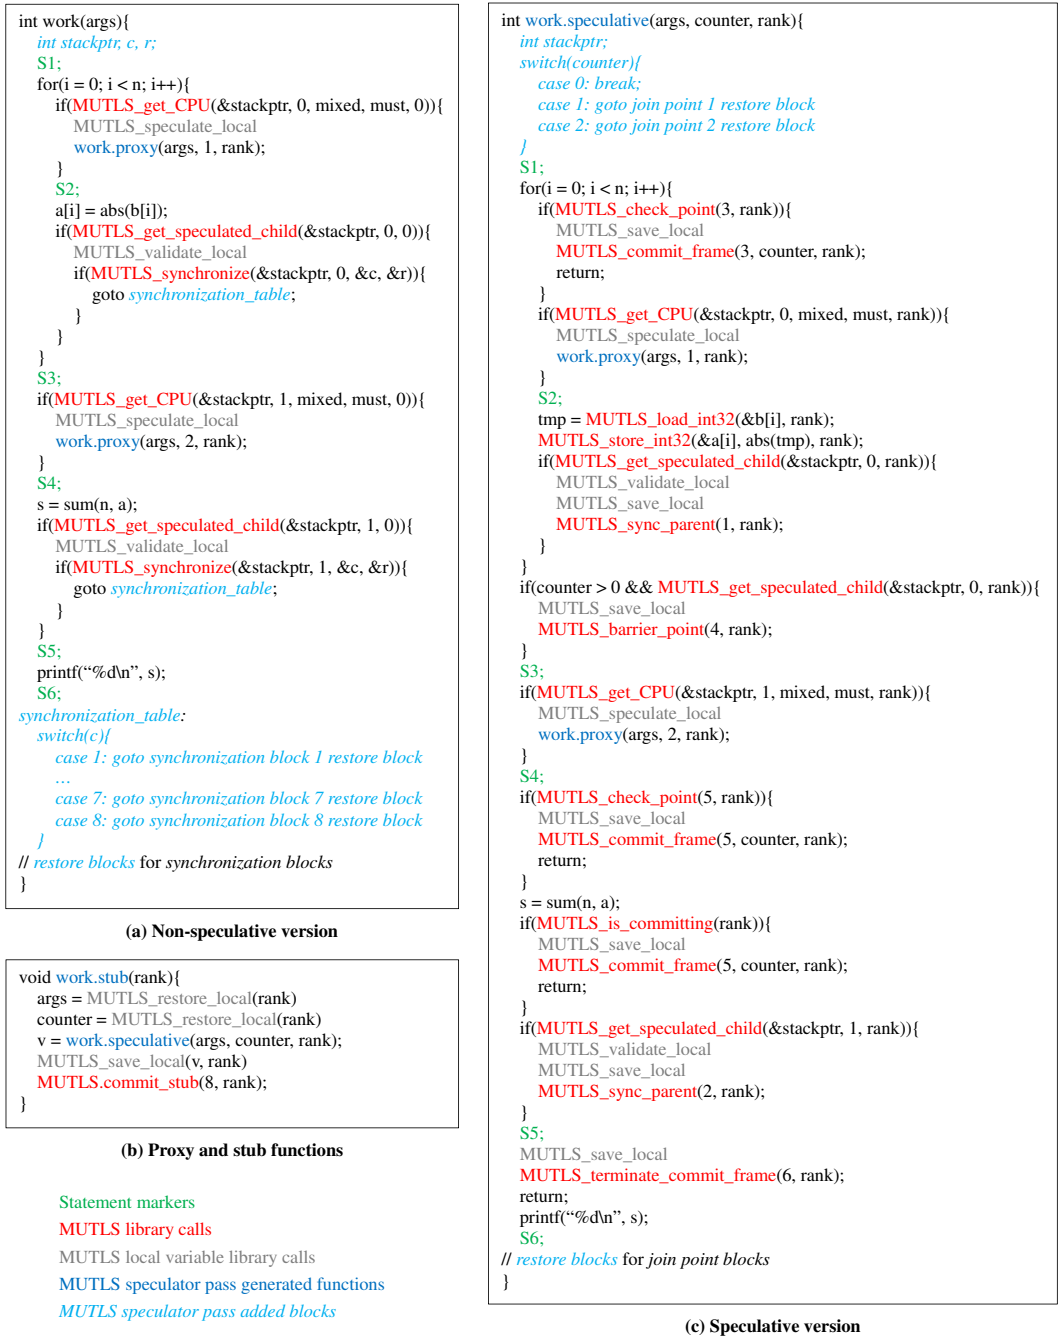 int work(args){
int stackptr, c, r;
S1;
for(i = 0; i < n; i++){
if(MUTLS_get_CPU(&stackptr, 0, mixed, must, 0)){
MUTLS_speculate_local
work.proxy(args, 1, rank);
}
S2;
a[i] = abs(b[i]);
if(MUTLS_get_speculated_child(&stackptr, 0, 0)){
MUTLS_validate_local
if(MUTLS_synchronize(&stackptr, 0, &c, &r)){
goto synchronization_table;
}
}
}
S3;
if(MUTLS_get_CPU(&stackptr, 1, mixed, must, 0)){
MUTLS_speculate_local
work.proxy(args, 2, rank);
}
S4;
s = sum(n, a);
if(MUTLS_get_speculated_child(&stackptr, 1, 0)){
MUTLS_validate_local
if(MUTLS_synchronize(&stackptr, 1, &c, &r)){
goto synchronization_table;
}
}
S5;
printf(“%d\n”, s);
S6;
synchronization_table:
switch(c){
case 1: goto synchronization block 1 restore block
…
case 7: goto synchronization block 7 restore block
case 8: goto synchronization block 8 restore block
}
// restore blocks for synchronization blocks
}
(a) Non-speculative version
void work.stub(rank){
args = MUTLS_restore_local(rank)
counter = MUTLS_restore_local(rank)
v = work.speculative(args, counter, rank);
MUTLS_save_local(v, rank)
MUTLS.commit_stub(8, rank);
}
(b) Proxy and stub functions
Statement markers
MUTLS library calls
MUTLS local variable library calls
MUTLS speculator pass generated functions
MUTLS speculator pass added blocks
int work.speculative(args, counter, rank){
int stackptr;
switch(counter){
case 0: break;
case 1: goto join point 1 restore block
case 2: goto join point 2 restore block
}
S1;
for(i = 0; i < n; i++){
if(MUTLS_check_point(3, rank)){
MUTLS_save_local
MUTLS_commit_frame(3, counter, rank);
return;
}
if(MUTLS_get_CPU(&stackptr, 0, mixed, must, rank)){
MUTLS_speculate_local
work.proxy(args, 1, rank);
}
S2;
tmp = MUTLS_load_int32(&b[i], rank);
MUTLS_store_int32(&a[i], abs(tmp), rank);
if(MUTLS_get_speculated_child(&stackptr, 0, rank)){
MUTLS_validate_local
MUTLS_save_local
MUTLS_sync_parent(1, rank);
}
}
if(counter > 0 && MUTLS_get_speculated_child(&stackptr, 0, rank)){
MUTLS_save_local
MUTLS_barrier_point(4, rank);
}
S3;
if(MUTLS_get_CPU(&stackptr, 1, mixed, must, rank)){
MUTLS_speculate_local
work.proxy(args, 2, rank);
}
S4;
if(MUTLS_check_point(5, rank)){
MUTLS_save_local
MUTLS_commit_frame(5, counter, rank);
return;
}
s = sum(n, a);
if(MUTLS_is_committing(rank)){
MUTLS_save_local
MUTLS_commit_frame(5, counter, rank);
return;
}
if(MUTLS_get_speculated_child(&stackptr, 1, rank)){
MUTLS_validate_local
MUTLS_save_local
MUTLS_sync_parent(2, rank);
}
S5;
MUTLS_save_local
MUTLS_terminate_commit_frame(6, rank);
return;
printf(“%d\n”, s);
S6;
// restore blocks for join point blocks
}
(c) Speculative version